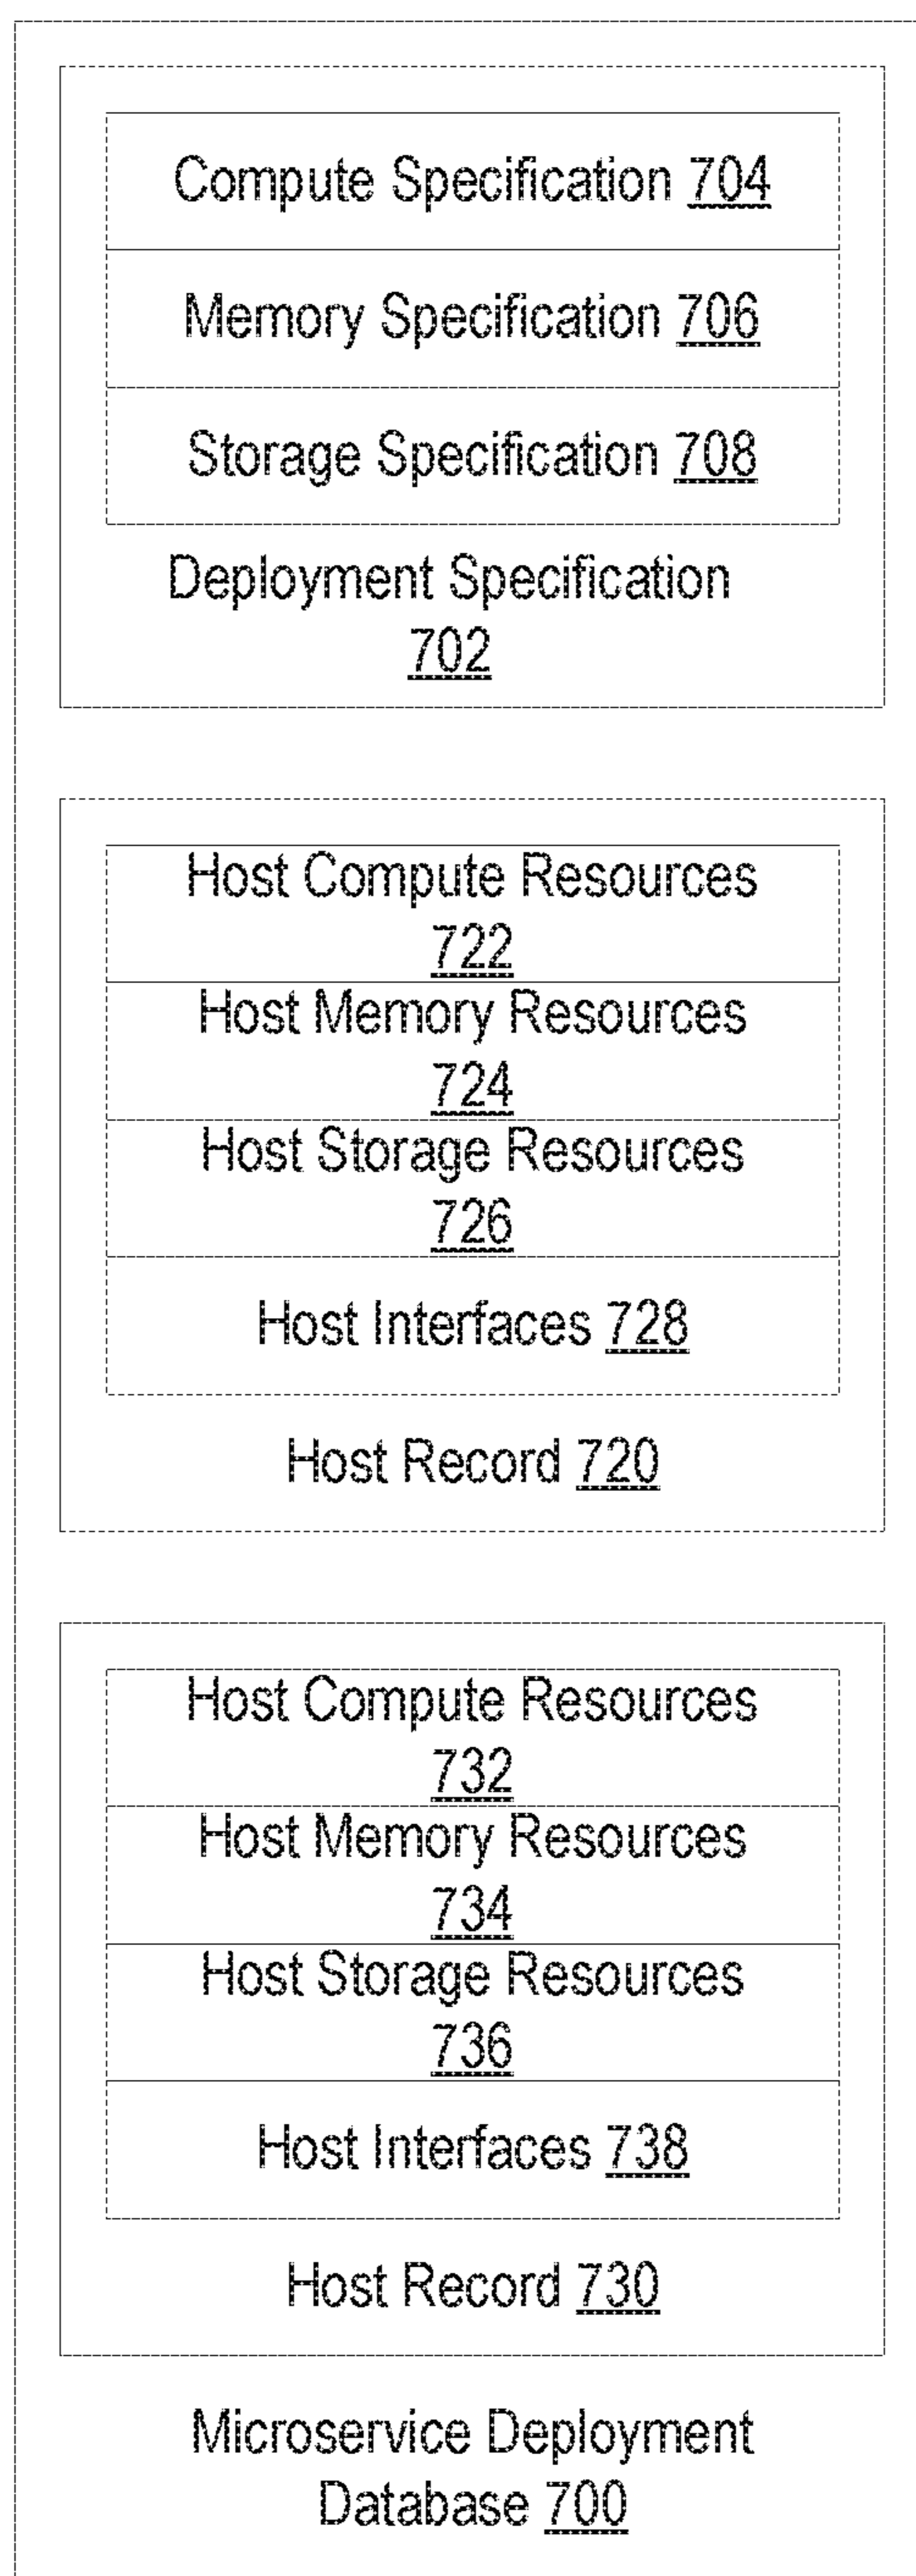 Compute Specification 704
Memory Specification 706
Storage Specification 708
Deployment Specification
702
Host Compute Resources
722
Host Memory Resources
724
Host Storage Resources
726
Host Interfaces 728
Host Record 720
Host Compute Resources
732
Host Memory Resources
734
Host Storage Resources
736
Host Interfaces 738
Host Record 730
Microservice Deployment
Database 700